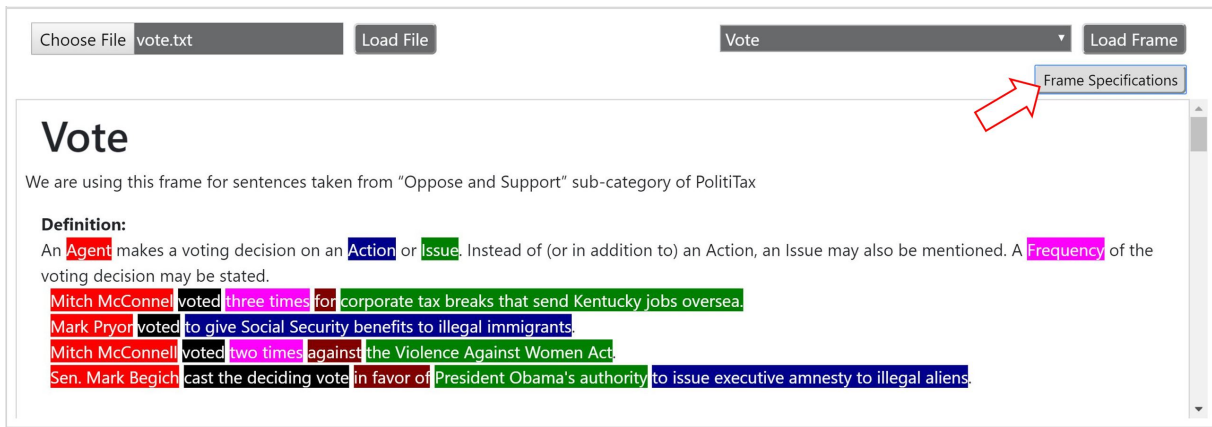 Choose File vote.txt Load File Vote Load Frame
Frame Specifications
Vote
We are using this frame for sentences taken from “Oppose and Support” sub-category of PolitiTax
Definition:
An Agent makes a voting decision on an Action or Issue. Instead of (or in addition to) an Action, an Issue may also be mentioned. A Frequency of the
voting decision may be stated.
Mitch McConnel voted three times for corporate tax breaks that send Kentucky jobs oversea.
Mark Pryor voted to give Social Security benefits to illegal immigrants.
Mitch McConnell voted two times against the Violence Against Women Act.
Sen. Mark Begich cast the deciding vote in favor of President Obama's authority to issue executive amnesty to illegal aliens.